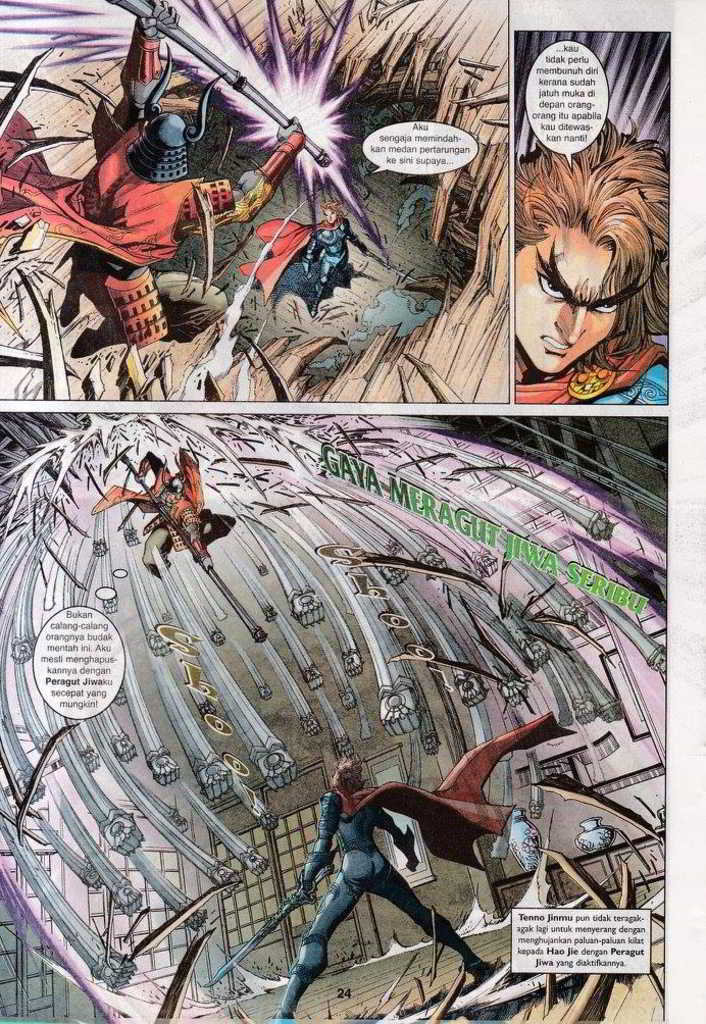 Aku
sengaja memindah-
kan medan pertarungan
ke sini supaya...
...kau
tidak perlu
membunuh diri
kerana sudah
jatuh muka di
depan orang-
orang itu apabila
kau ditewas-
kan nanti!
GAYA MERAGUT JIWA SERIBU
Shoot
Shoot
Bukan
calang-calang
orangnya budak
mentah ini. Aku
mesti menghapus-
kannya dengan
Peragut Jiwaku
secepat yang
mungkin!
Tenno Jinmu pun tidak teragak-
agak lagi untuk menyerang dengan
menghujankan paluan-paluan kilat
kepada Hao Jie dengan Peragut
Jiwa yang diaktifkannya.
24